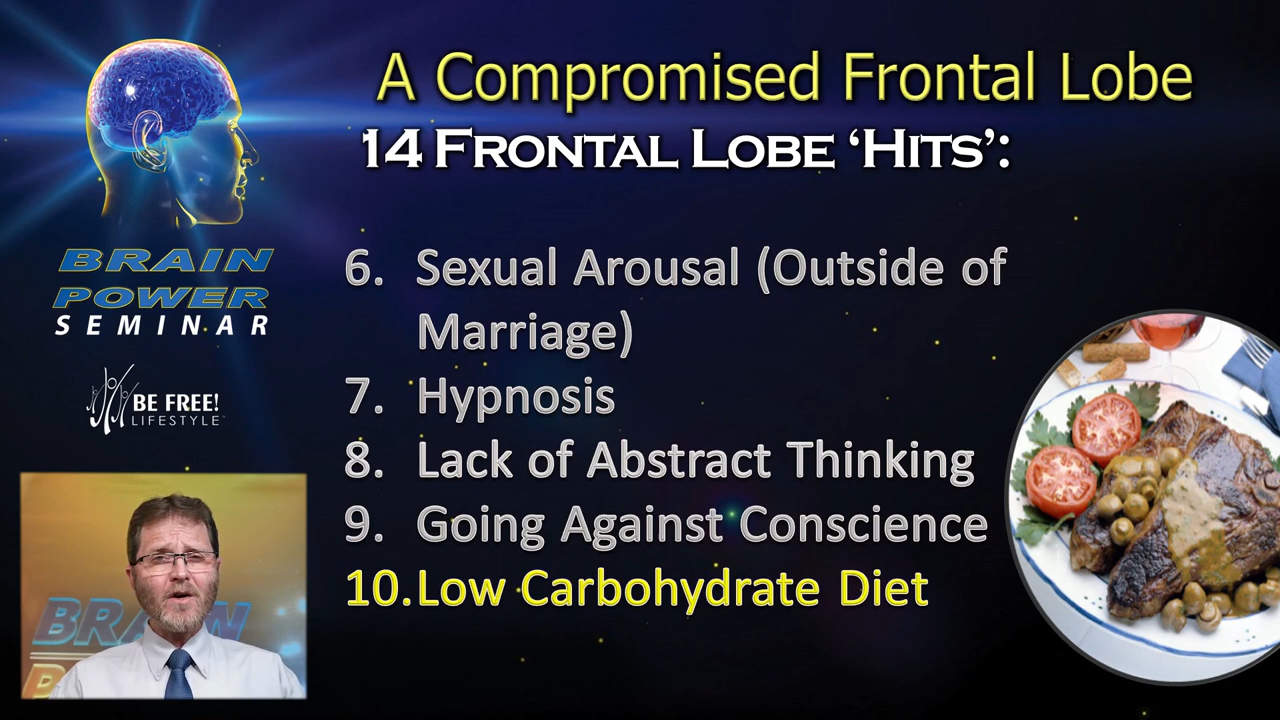 A Compromised Frontal Lobe
14 FRONTAL LOBE ‘HITS’:
BRAIN
POWER
SEMINAR
BE FREE!
LIFESTYLE™
6. Sexual Arousal (Outside of
Marriage)
7. Hypnosis
8. Lack of Abstract Thinking
9. Going Against Conscience
10. Low Carbohydrate Diet